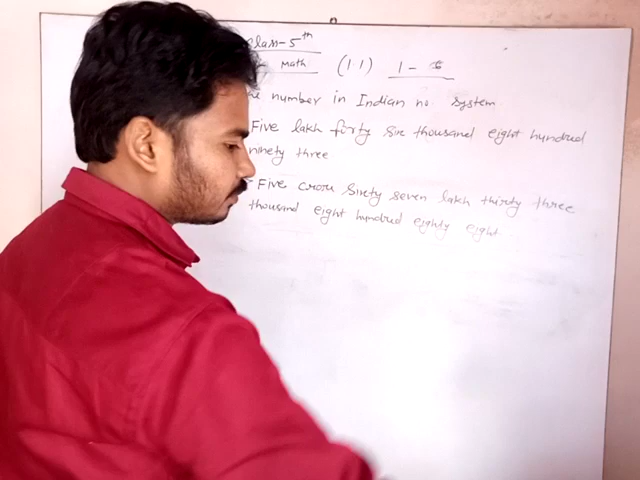 Class-5th
Math (1.1) 1-
number in Indian no system
Five lakh forty Six thousand eight hundred
ninety three
Five crore Sixty seven lakh thirty three
thousand eight hundred eighty eight